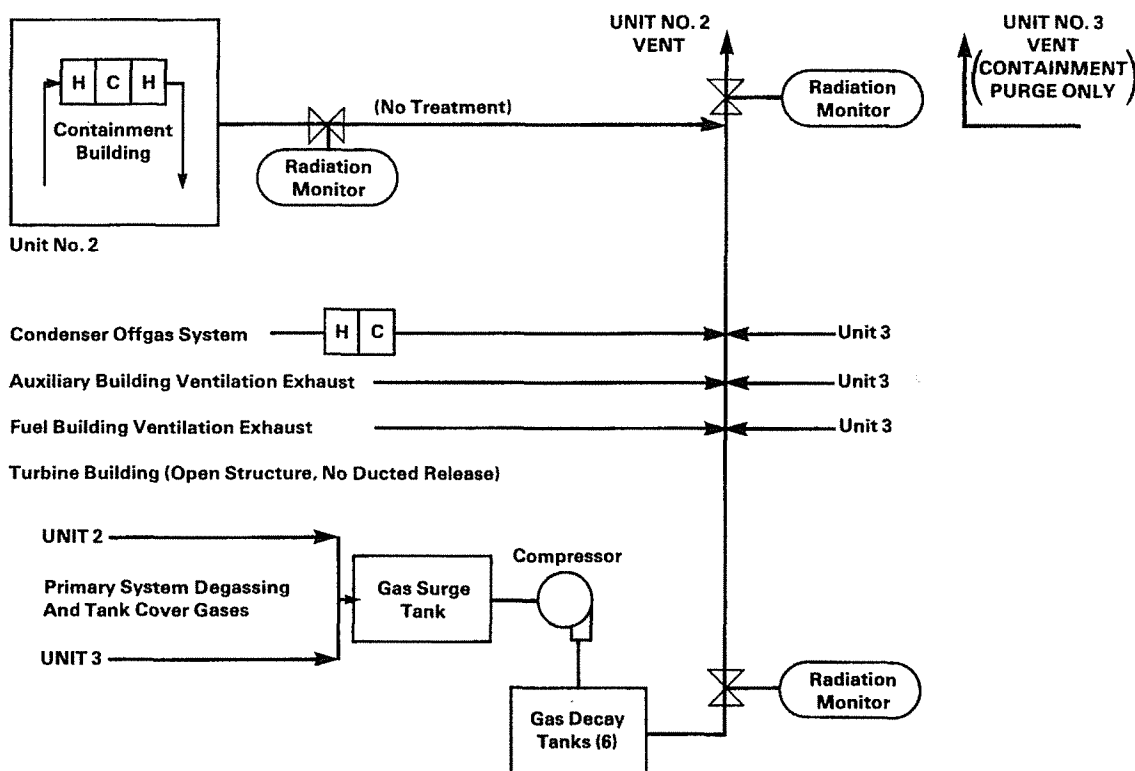 UNIT NO. 2
VENT
UNIT NO. 3
VENT
(CONTAINMENT
PURGE ONLY)
H C H
Containment
Building
(No Treatment)
Radiation
Monitor
Radiation
Monitor
Unit No. 2
Condenser Offgas System
H C
Unit 3
Auxiliary Building Ventilation Exhaust
Unit 3
Fuel Building Ventilation Exhaust
Unit 3
Turbine Building (Open Structure, No Ducted Release)
UNIT 2
Primary System Degassing
And Tank Cover Gases
UNIT 3
Gas Surge
Tank
Compressor
Gas Decay
Tanks (6)
Radiation
Monitor